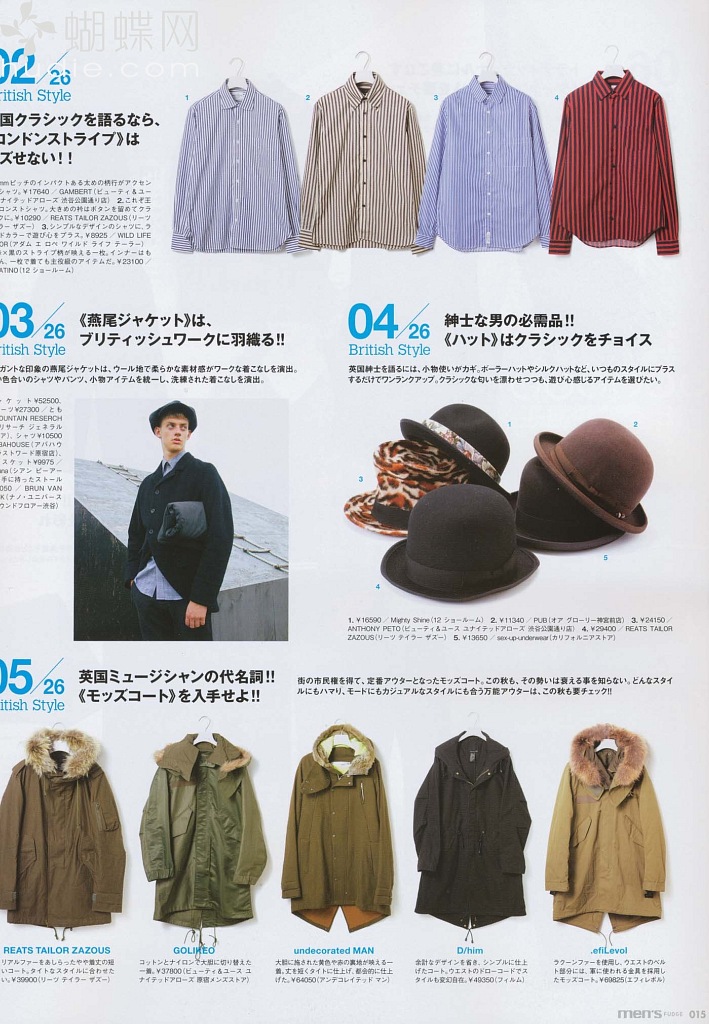 蝴蝶网
02/26
British Style
国クラシックを語るなら、
コンドンストライプ》は
ズせない！！
1
2
3
4
mmピッチのインパクトある太めの柄行がアクセン
シャツ。¥17640／GAMBERT（ビューティ＆ユー
ナイテッドアローズ 渋谷公園通り店） 2.これぞ王
コンストシャツ。大きめの衿はボタンを留めてクラ
クに。¥10290／REATS TAILOR ZAZOUS（リーツ
ラー ザズー） 3.シンプルなデザインのシャツに、ラ
ドカラーで遊び心をプラス。¥8925／WILD LIFE
OR（アダム エ ロペ ワイルド ライフ テーラー）
×黒のストライプ柄が映える一枚。インナーはも
ん、一枚で着ても主役級のアイテムだ。¥23100／
ATINO（12 ショールーム）
03/26
British Style
《燕尾ジャケット》は、
ブリティッシュワークに羽織る!!
ガントな印象の燕尾ジャケットは、ウール地で柔らかな素材感がワークな着こなしを演出。
い色合いのシャツやパンツ、小物アイテムを統一し、洗練された着こなしを演出。
ャケット¥52500、
ーツ¥27300／とも
OUNTAIN RESERCH
リサーチ ジェネラル
ア）、シャツ¥10500
BAHOUSE（アバハウ
ラストワード原宿店）、
スケット¥9975／
na（シアン ピーアー
手に持ったストール
050／BRUN VAN
K（ナノ・ユニバース
ウンドフロアー渋谷）
04/26
British Style
紳士な男の必需品!!
《ハット》はクラシックをチョイス
英国紳士を語るには、小物使いがカギ。ボーラーハットやシルクハットなど、いつものスタイルにプラス
するだけでワンランクアップ。クラシックな匂いを漂わせつつも、遊び心感じるアイテムを選びたい。
1
2
3
4
5
1.¥16590／Mighty Shine（12 ショールーム） 2.¥11340／PUB（オア グローリー神宮前店） 3.¥24150／
ANTHONY PETO（ビューティ＆ユース ユナイテッドアローズ 渋谷公園通り店） 4.¥29400／REATS TAILOR
ZAZOUS（リーツ テイラー ザズー） 5.¥13650／sex-up-underwear（カリフォルニアストア）
05/26
British Style
英国ミュージシャンの代名詞!!
《モッズコート》を入手せよ!!
街の市民権を得て、定番アウターとなったモッズコート。この秋も、その勢いは衰える事を知らない。どんなスタイ
ルにもハマり、モードにもカジュアルなスタイルにも合う万能アウターは、この秋も要チェック!!
REATS TAILOR ZAZOUS
リアルファーをあしらったやや着丈の短
いコート。タイトなスタイルに合わせた
い。¥39900（リーツ テイラー ザズー）
GOLIKEO
コットンとナイロンで大胆に切り替えた
一着。¥37800（ビューティ＆ユース ユ
ナイテッドアローズ 原宿メンズストア）
undecorated MAN
大胆に施された黄色や赤の裏地が映える一
着。丈を短くタイトに仕上げ、都会的に仕上
げた。¥64050（アンデコレイテッド マン）
D/him
余計なデザインを省き、シンプルに仕上
げたコート。ウエストのドローコードでス
タイルも変幻自在。¥49350（フィルム）
.efiLevol
ラクーンファーを使用し、ウエストのベル
ト部分には、軍に使われる金具を採用し
たモッズコート。¥69825（エフィレボル）
men's FUDGE 015